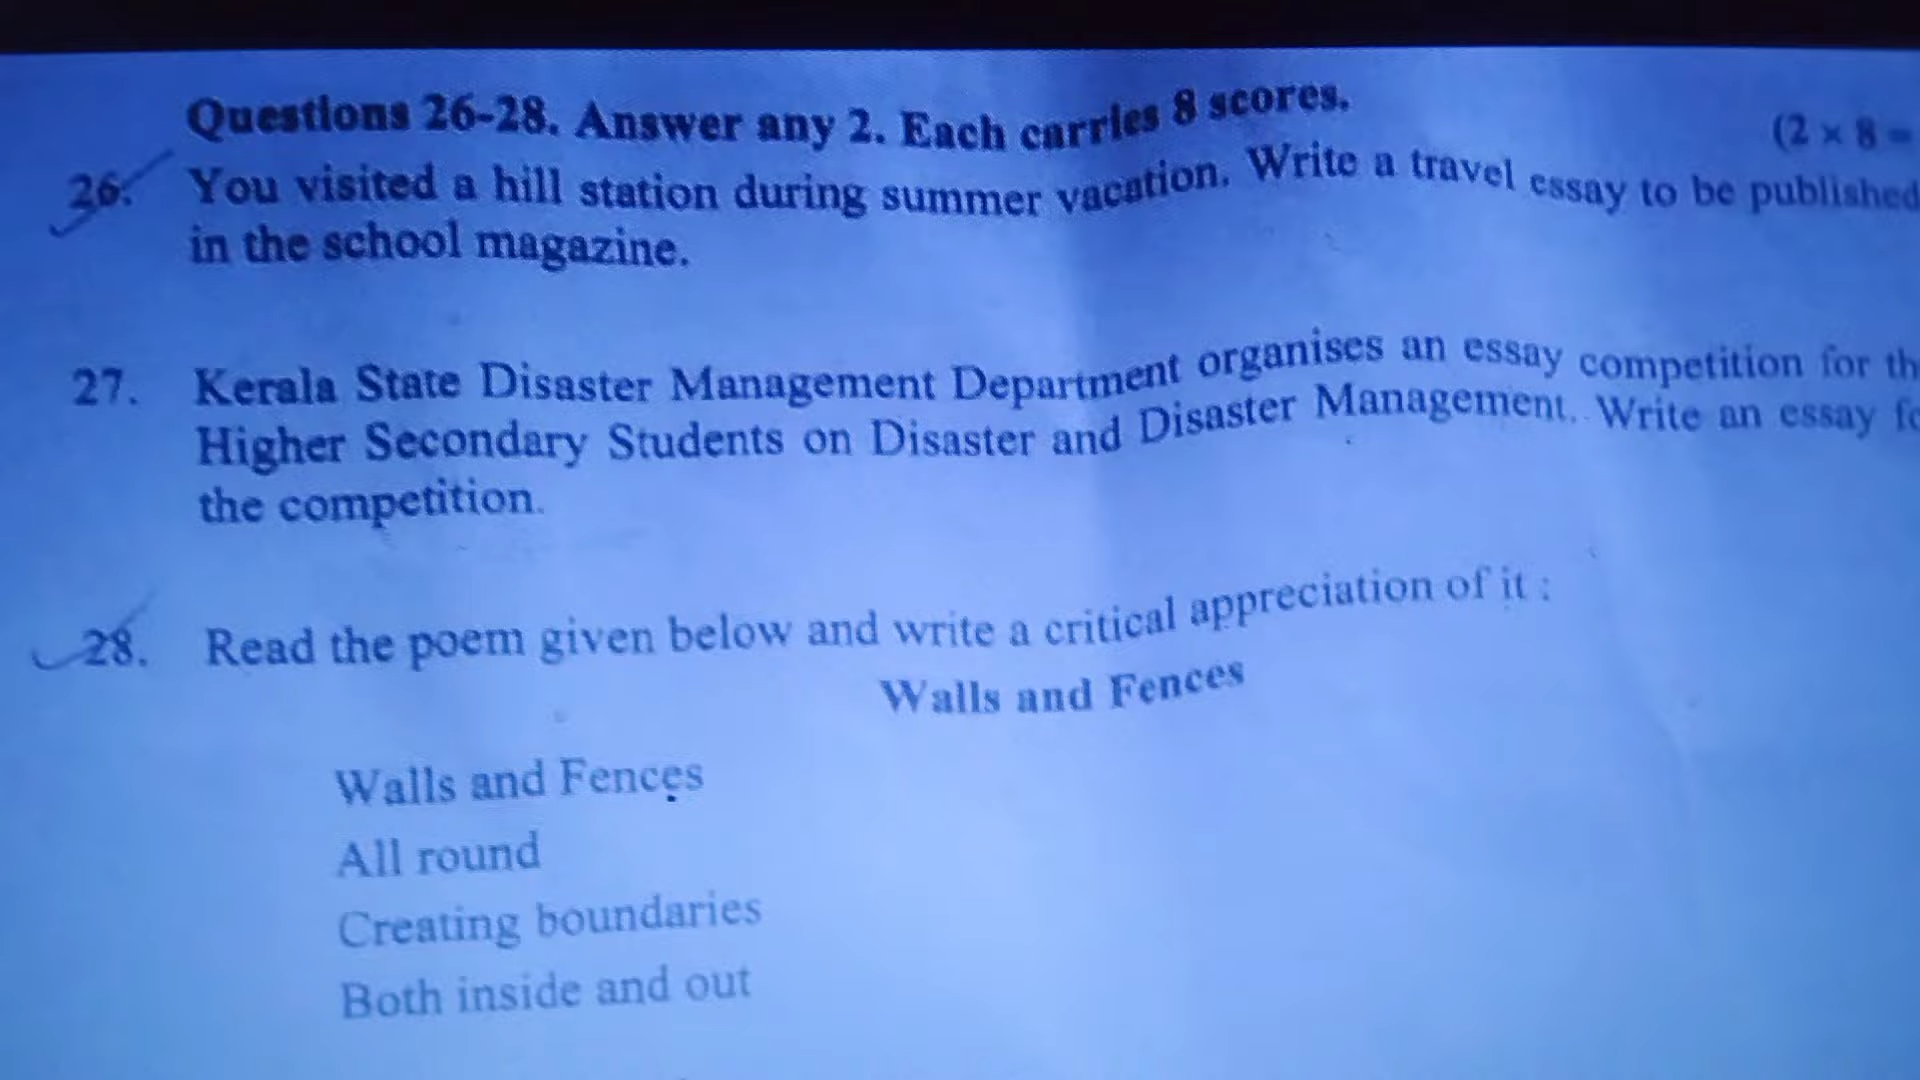 Questions 26-28. Answer any 2. Each carries 8 scores.
(2 × 8 =
26. You visited a hill station during summer vacation. Write a travel essay to be published
in the school magazine.
27. Kerala State Disaster Management Department organises an essay competition for th
Higher Secondary Students on Disaster and Disaster Management. Write an essay fo
the competition.
28. Read the poem given below and write a critical appreciation of it :
Walls and Fences
Walls and Fences
All round
Creating boundaries
Both inside and out